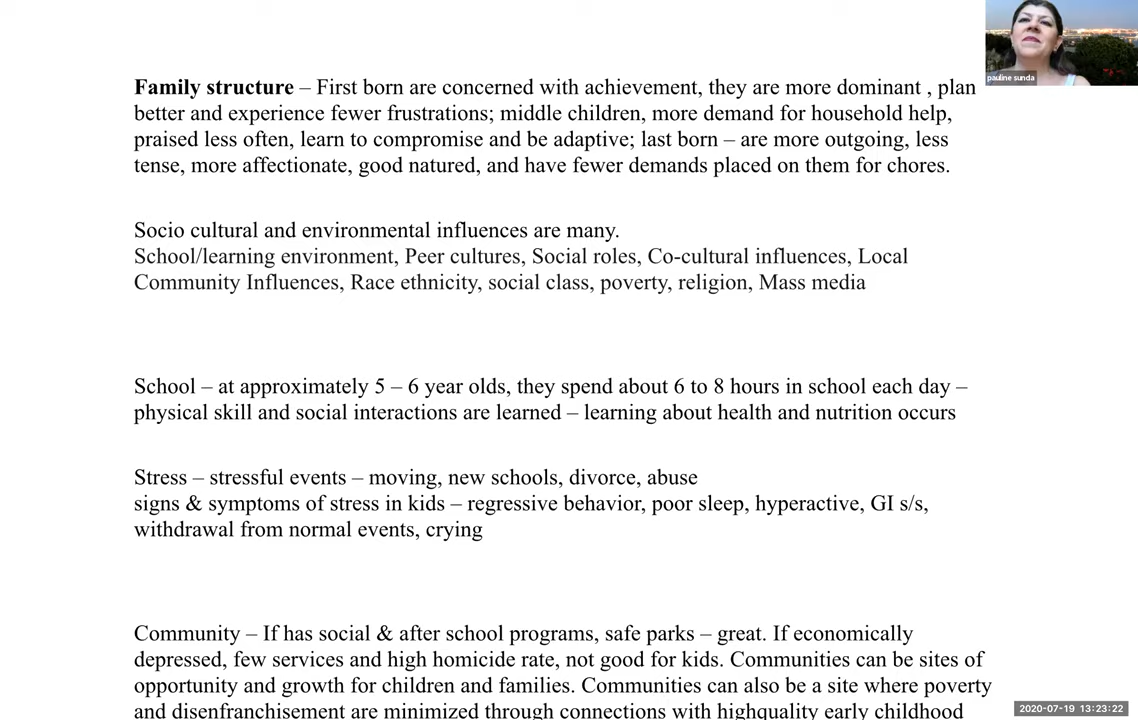 Family structure – First born are concerned with achievement, they are more dominant , plan
better and experience fewer frustrations; middle children, more demand for household help,
praised less often, learn to compromise and be adaptive; last born – are more outgoing, less
tense, more affectionate, good natured, and have fewer demands placed on them for chores.
Socio cultural and environmental influences are many.
School/learning environment, Peer cultures, Social roles, Co-cultural influences, Local
Community Influences, Race ethnicity, social class, poverty, religion, Mass media
School – at approximately 5 – 6 year olds, they spend about 6 to 8 hours in school each day –
physical skill and social interactions are learned – learning about health and nutrition occurs
Stress – stressful events – moving, new schools, divorce, abuse
signs & symptoms of stress in kids – regressive behavior, poor sleep, hyperactive, GI s/s,
withdrawal from normal events, crying
Community – If has social & after school programs, safe parks – great. If economically
depressed, few services and high homicide rate, not good for kids. Communities can be sites of
opportunity and growth for children and families. Communities can also be a site where poverty
and disenfranchisement are minimized through connections with highquality early childhood
pauline sunda
2020-07-19 13:23:22